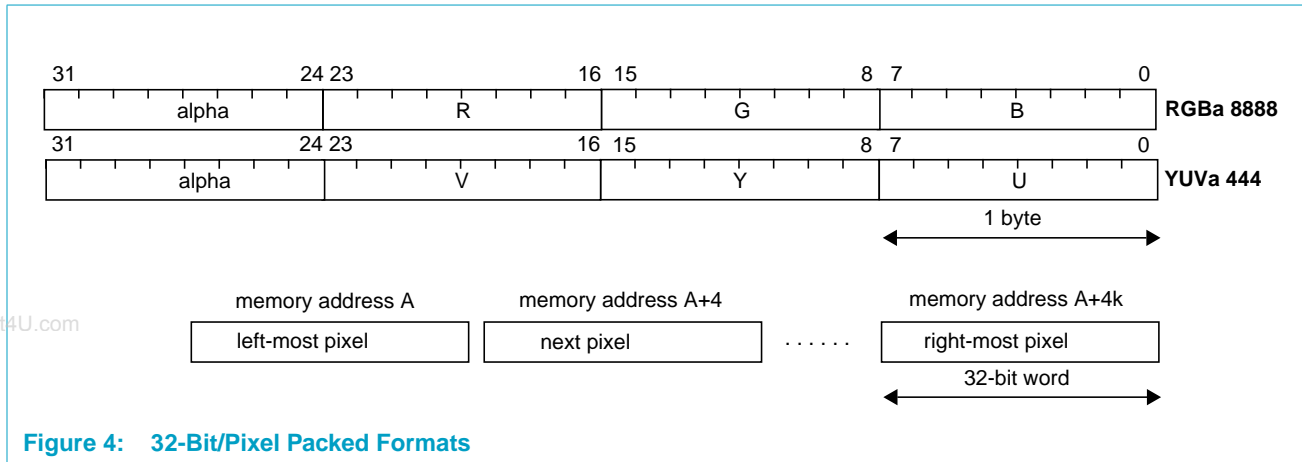 31 24 23 16 15 8 7 0
alpha R G B RGBa 8888
31 24 23 16 15 8 7 0
alpha V Y U YUVa 444
1 byte
memory address A memory address A+4 memory address A+4k
t4U.com
left-most pixel next pixel . . . . . . right-most pixel
32-bit word
Figure 4: 32-Bit/Pixel Packed Formats